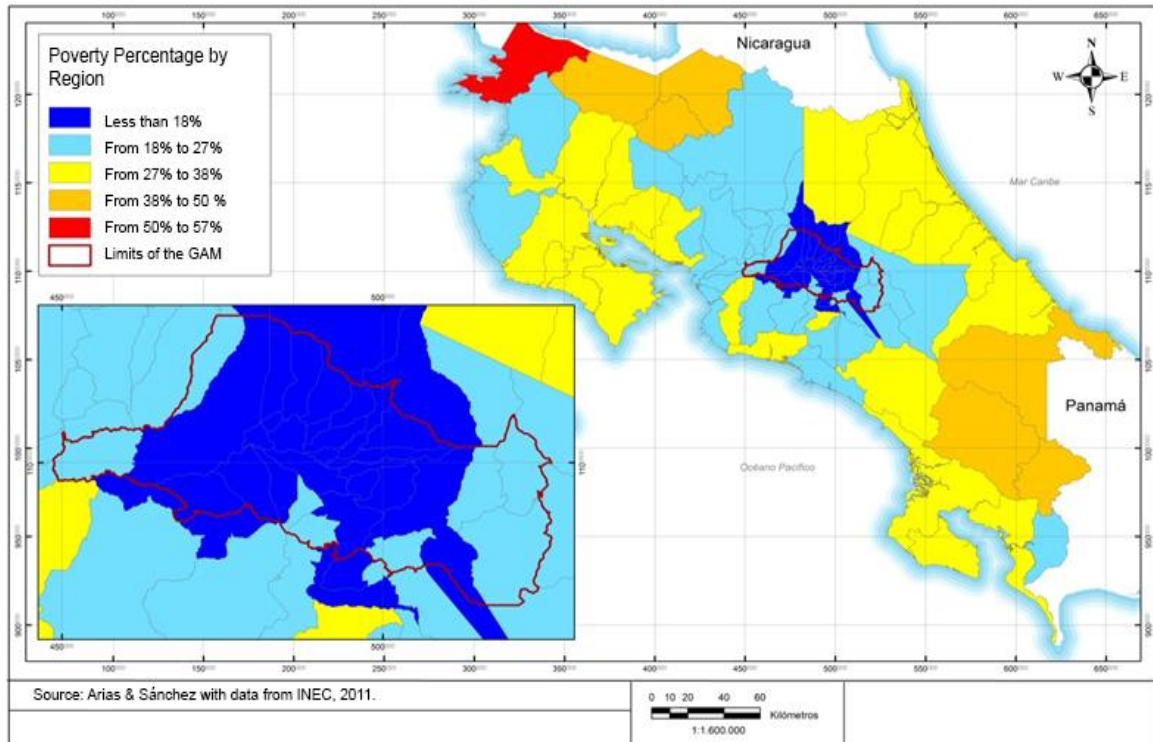 Poverty Percentage by
Region
Less than 18%
From 18% to 27%
From 27% to 38%
From 38% to 50 %
From 50% to 57%
Limits of the GAM
Nicaragua
N
W E
S
Mar Caribe
Panamá
Océano Pacífico
Source: Arias & Sánchez with data from INEC, 2011.
0 10 20 40 60
Kilómetros
1:1.600.000